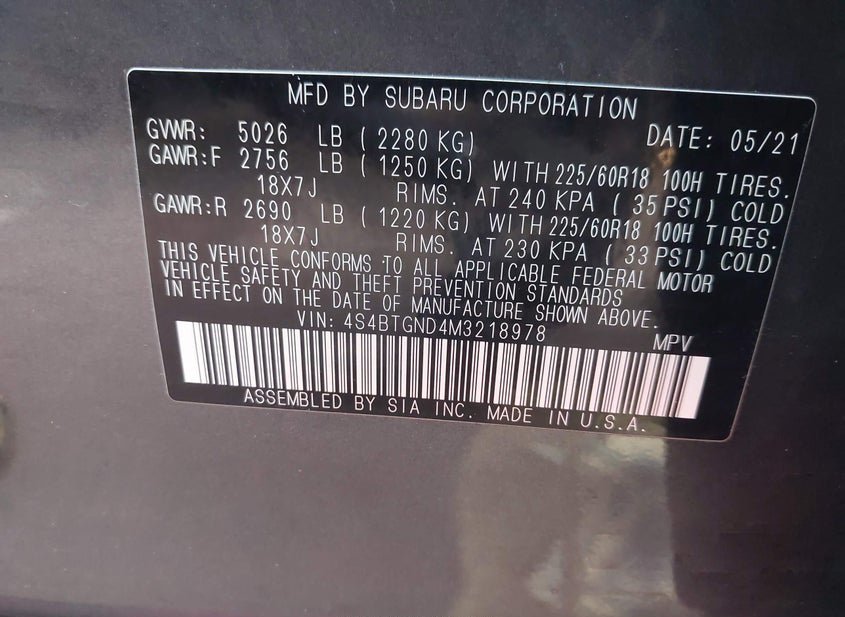 MFD BY SUBARU CORPORATION
GVWR: 5026 LB ( 2280 KG) DATE: 05/21
GAWR:F 2756 LB ( 1250 KG) WITH 225/60R18 100H TIRES.
18X7J RIMS. AT 240 KPA ( 35 PSI) COLD
GAWR:R 2690 LB ( 1220 KG) WITH 225/60R18 100H TIRES.
18X7J RIMS. AT 230 KPA ( 33 PSI) COLD
THIS VEHICLE CONFORMS TO ALL APPLICABLE FEDERAL MOTOR
VEHICLE SAFETY AND THEFT PREVENTION STANDARDS
IN EFFECT ON THE DATE OF MANUFACTURE SHOWN ABOVE.
VIN: 4S4BTGND4M3218978 MPV
ASSEMBLED BY SIA INC. MADE IN U.S.A.